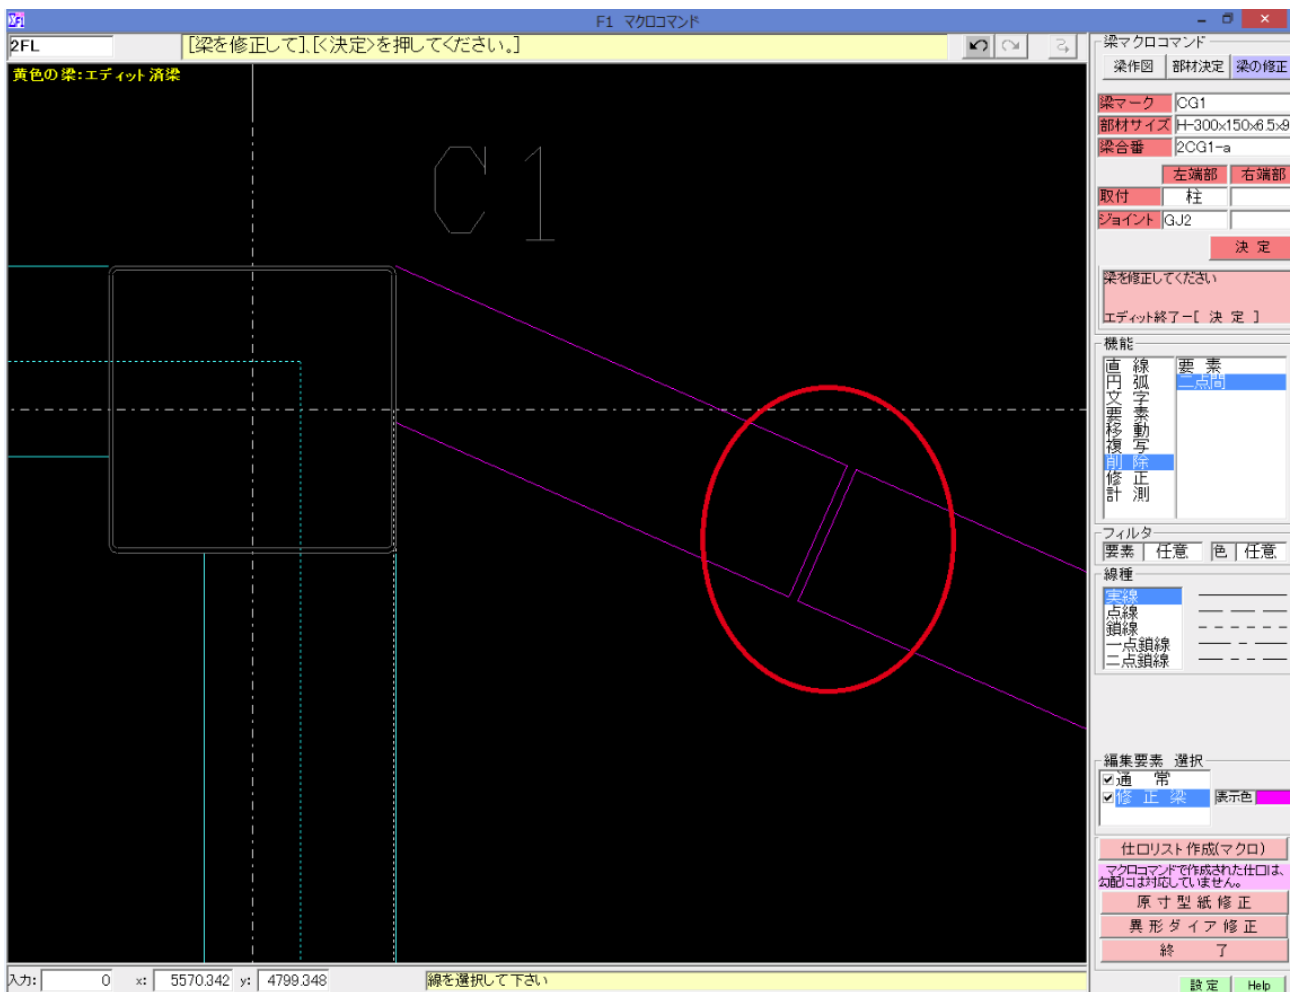 F1 マクロコマンド
2FL
[梁を修正して],[<決定>を押してください。]
黄色の梁:エディット済梁
C1
梁マクロコマンド
梁作図 部材決定 梁の修正
梁マーク CG1
部材サイズ H-300x150x6.5x9
梁合番 2CG1-a
左端部 右端部
取付 柱
ジョイント GJ2
決 定
梁を修正してください
エディット終了-[ 決 定 ]
機能
直 線 要 素
円 弧 二点間
文 字
要 素
移 動
複 写
削 除
修 正
計 測
フィルタ
要素 任意 色 任意
線種
実線
点線
鎖線
一点鎖線
二点鎖線
編集要素 選択
通 常
修 正 梁 表示色
仕口リスト作成(マクロ)
マクロコマンドで作成された仕口は、
勾配には対応していません。
原 寸 型 紙 修 正
異 形 ダ イ ア 修 正
終 了
入力: 0 x: 5570.342 y: 4799.348 線を選択して下さい
設 定 Help